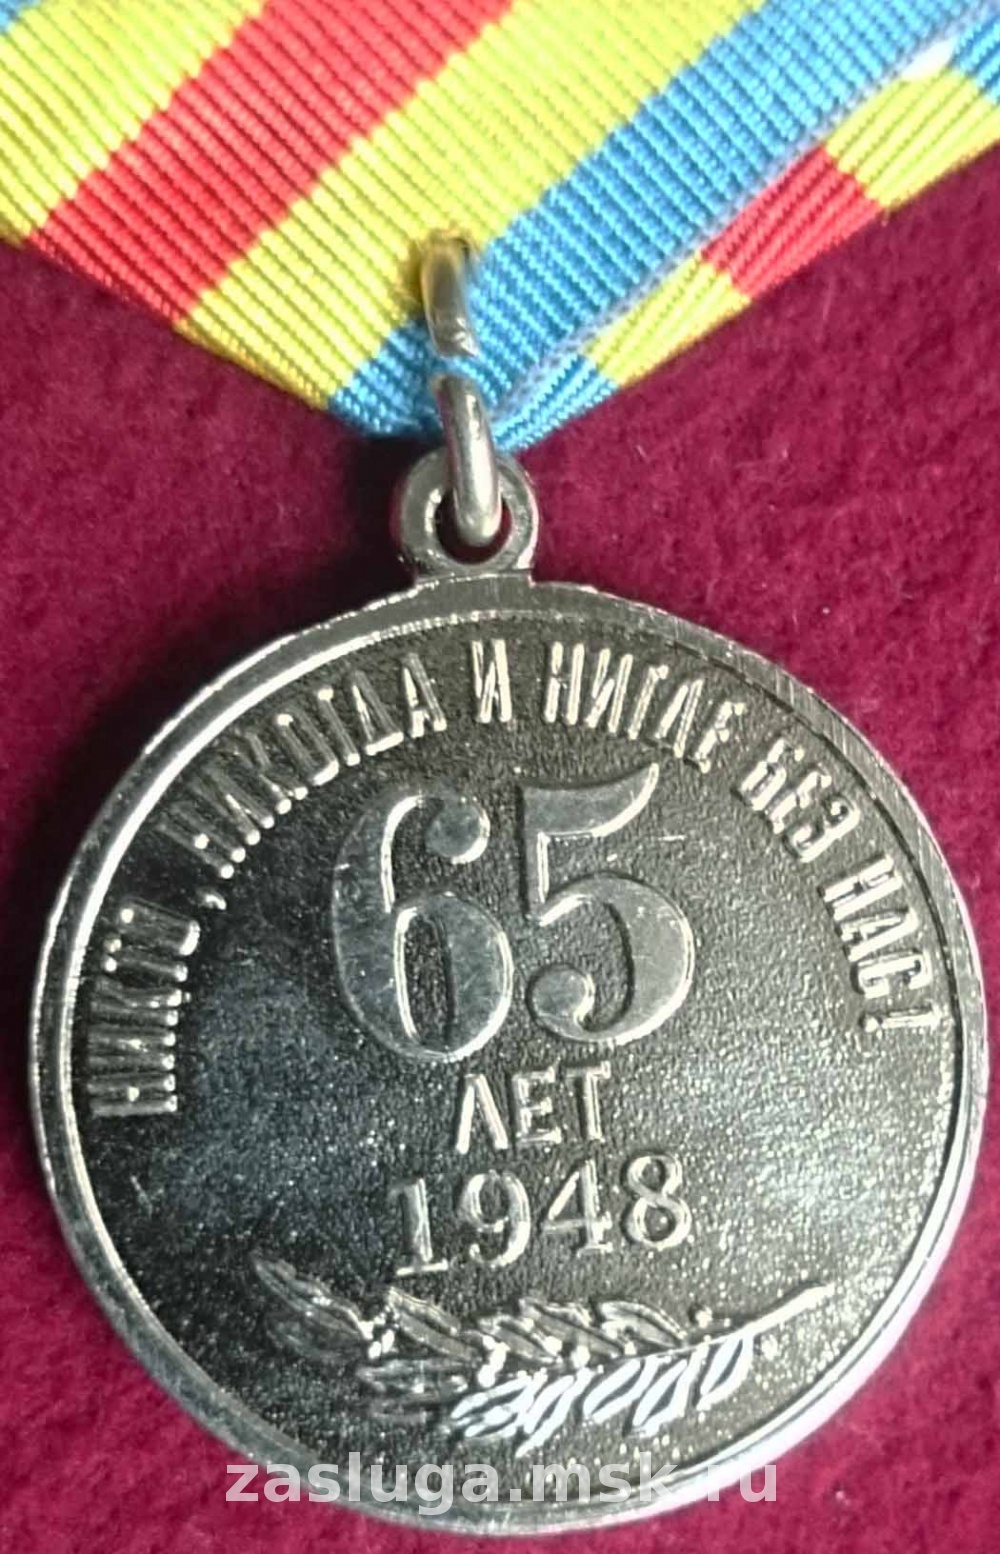 НИКТО, НИКОГДА И НИГДЕ БЕЗ НАС!
65
ЛЕТ
1948
zasluga.msk.ru